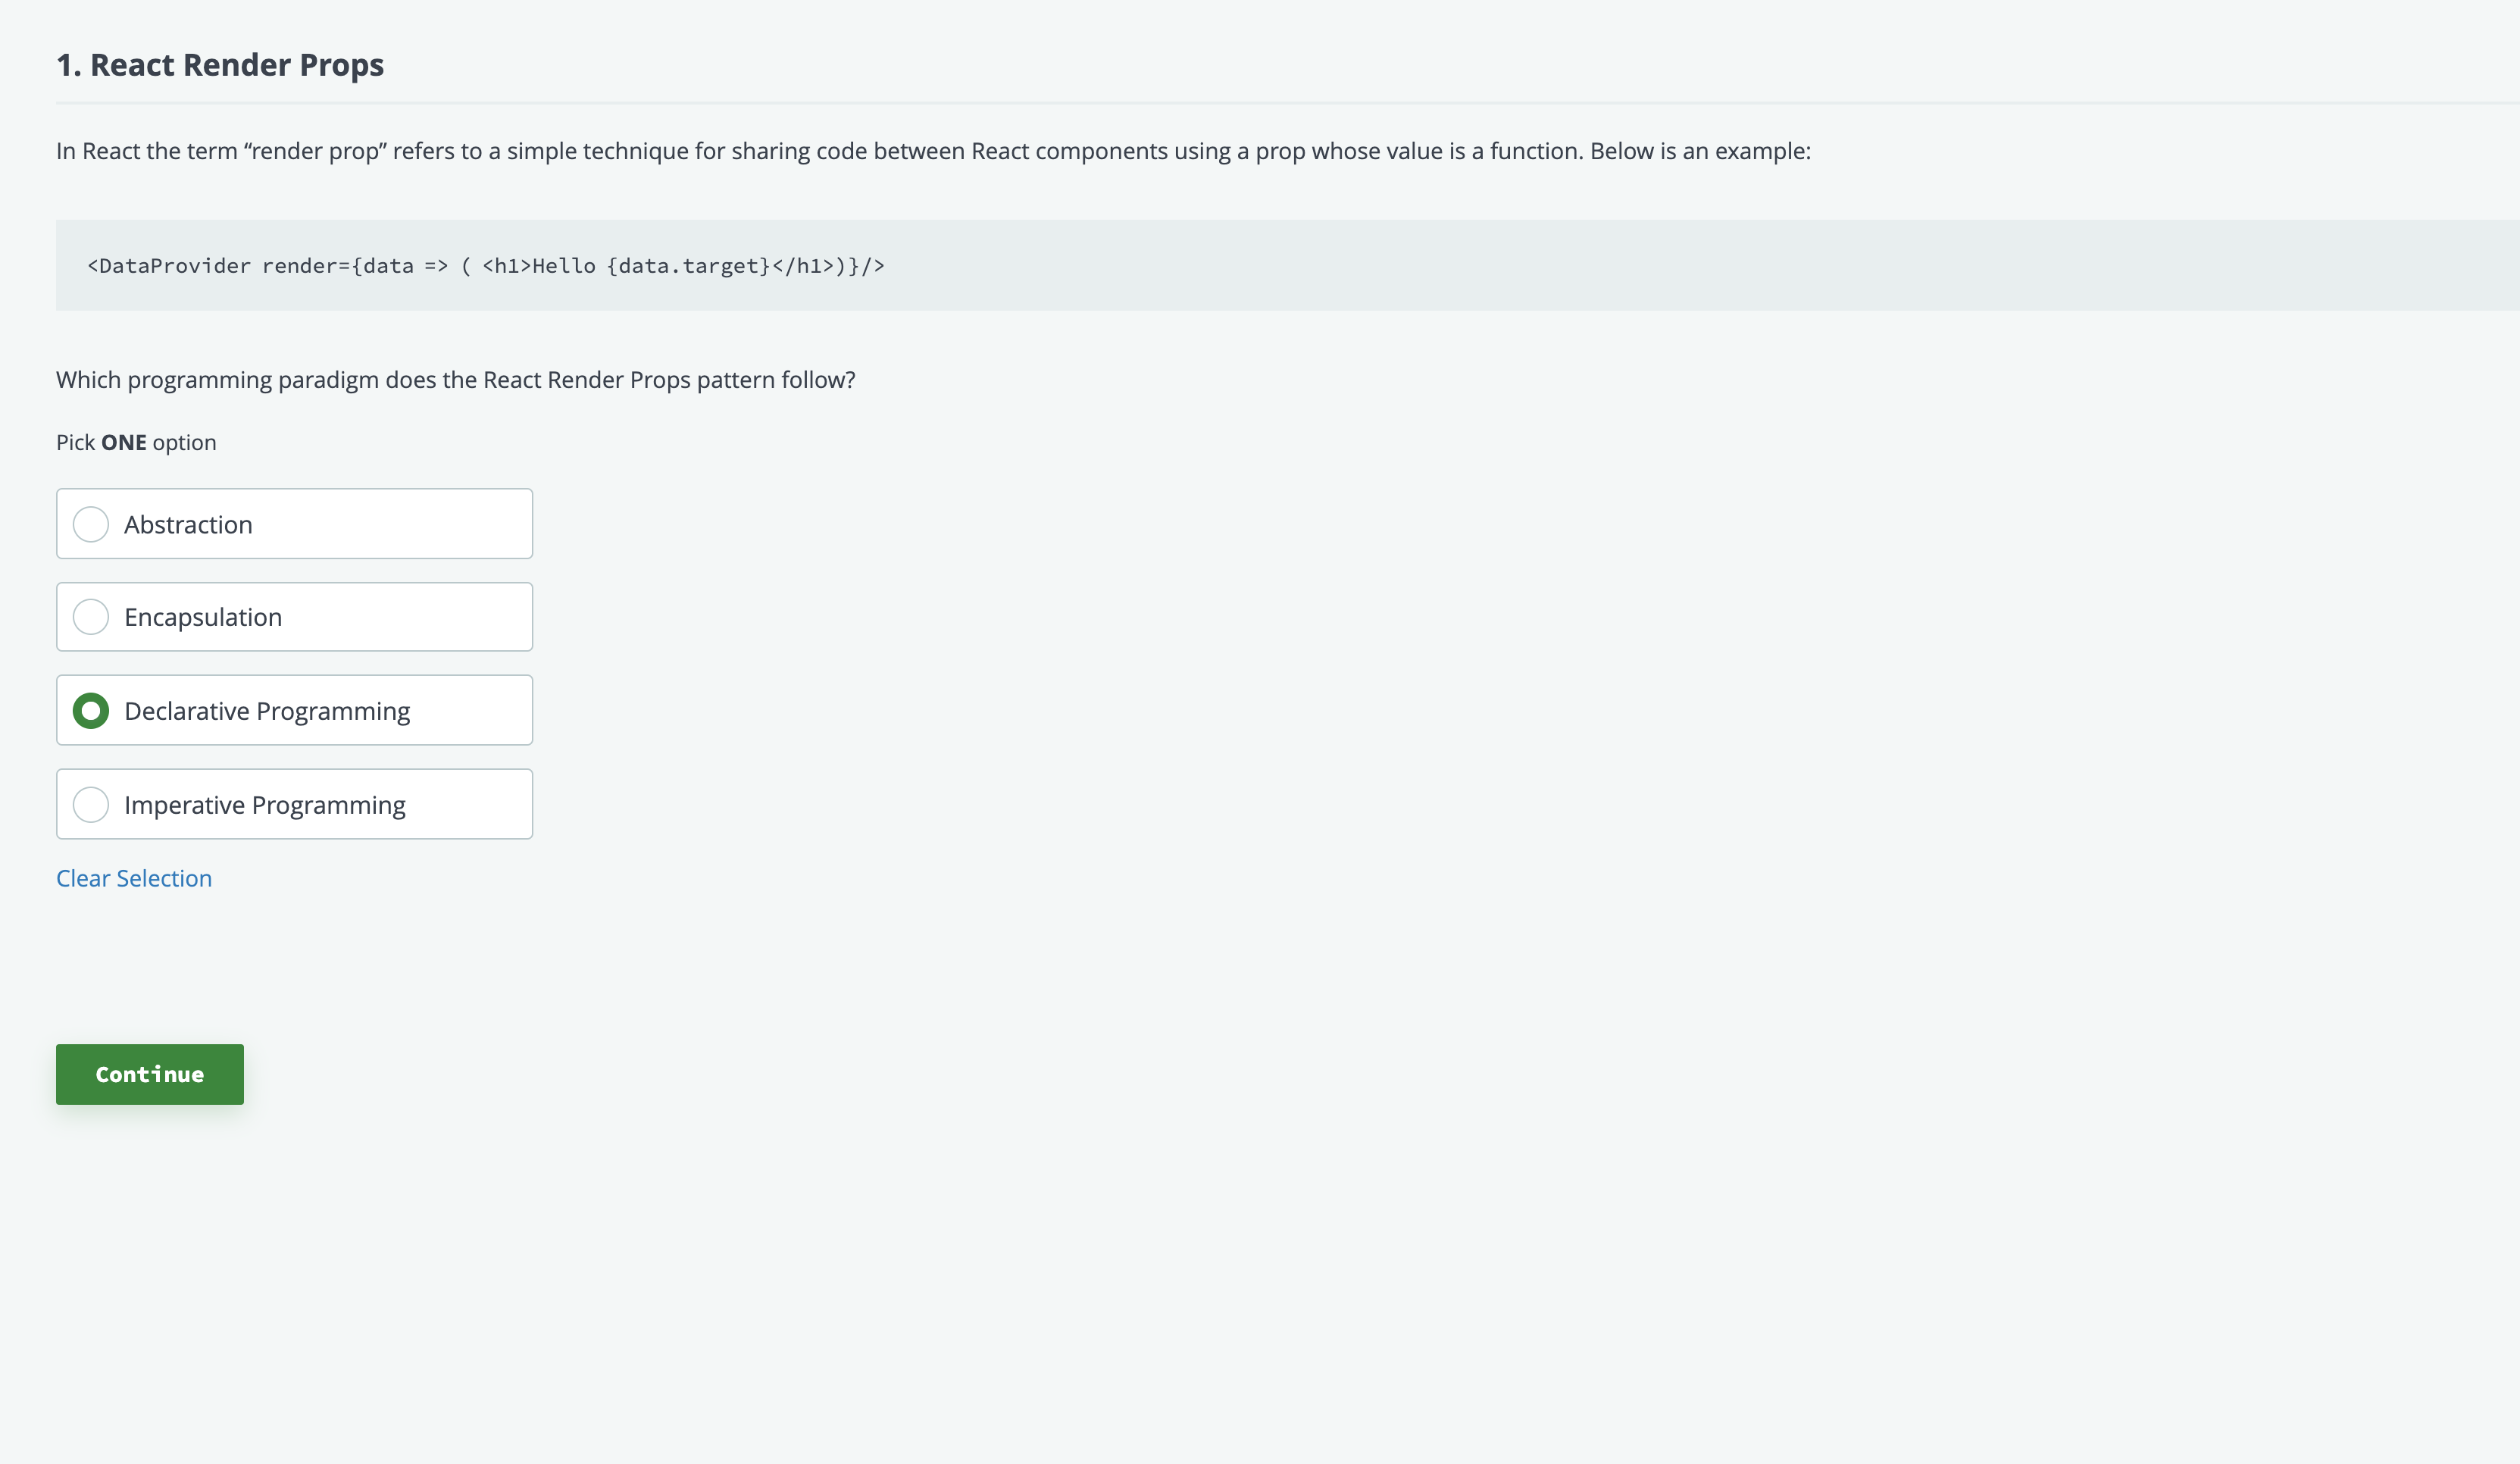 1. React Render Props
In React the term “render prop” refers to a simple technique for sharing code between React components using a prop whose value is a function. Below is an example:
<DataProvider render={data => ( <h1>Hello {data.target}</h1>)}/>
Which programming paradigm does the React Render Props pattern follow?
Pick ONE option
Abstraction
Encapsulation
Declarative Programming
Imperative Programming
Clear Selection
Continue